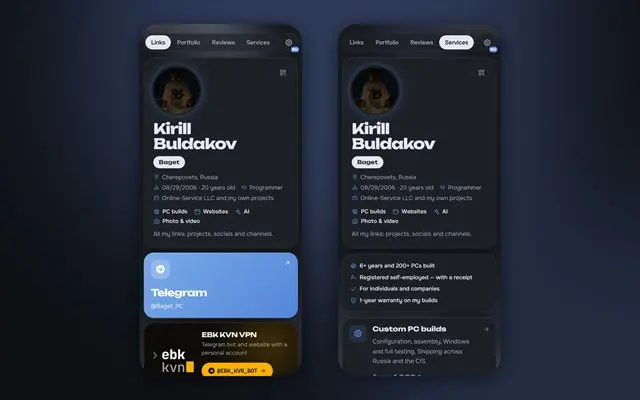 Links Portfolio Reviews Services
Kirill
Buldakov
Baget
Cherepovets, Russia
08/29/2006 · 20 years old Programmer
Online-Service LLC and my own projects
PC builds Websites AI
Photo & video
All my links: projects, socials and channels.
Telegram
@Baget_PC
EBK KVN VPN
Telegram bot and website with a
personal account
ebk
kvn
@EBK_KVN_BOT →
Links Portfolio Reviews Services
Kirill
Buldakov
Baget
Cherepovets, Russia
08/29/2006 · 20 years old Programmer
Online-Service LLC and my own projects
PC builds Websites AI
Photo & video
All my links: projects, socials and channels.
6+ years and 200+ PCs built
Registered self-employed — with a receipt
For individuals and companies
1-year warranty on my builds
Custom PC builds
Configuration, assembly, Windows
and full testing. Shipping across
Russia and the CIS.